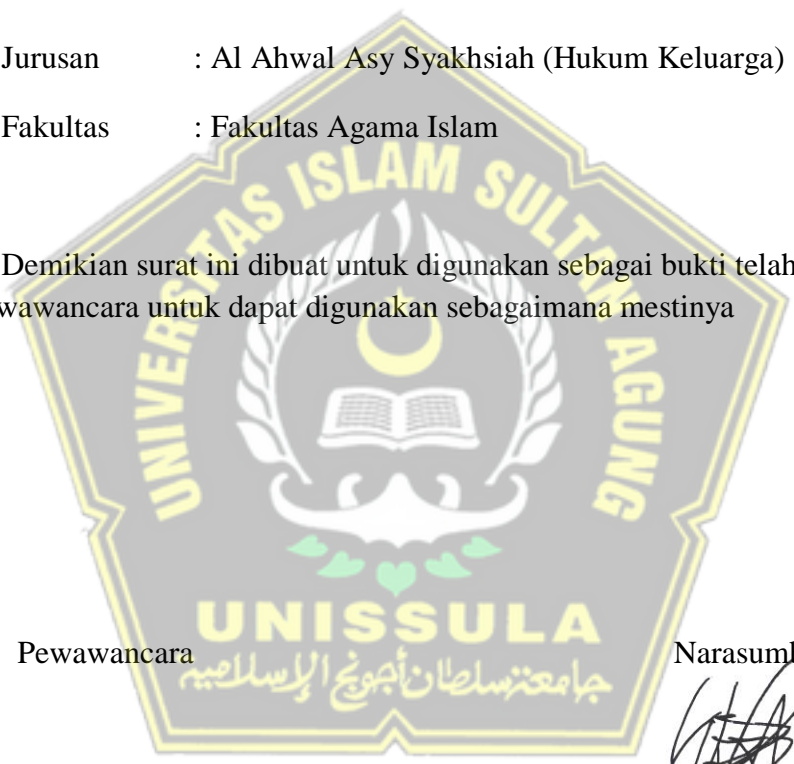 Jurusan : Al Ahwal Asy Syakhsiah (Hukum Keluarga)
Fakultas : Fakultas Agama Islam
UNIVERSITAS ISLAM SULTAN AGUNG
Demikian surat ini dibuat untuk digunakan sebagai bukti telah
wawancara untuk dapat digunakan sebagaimana mestinya
UNISSULA
جامعة سلطان أجونج الإسلامية
Pewawancara